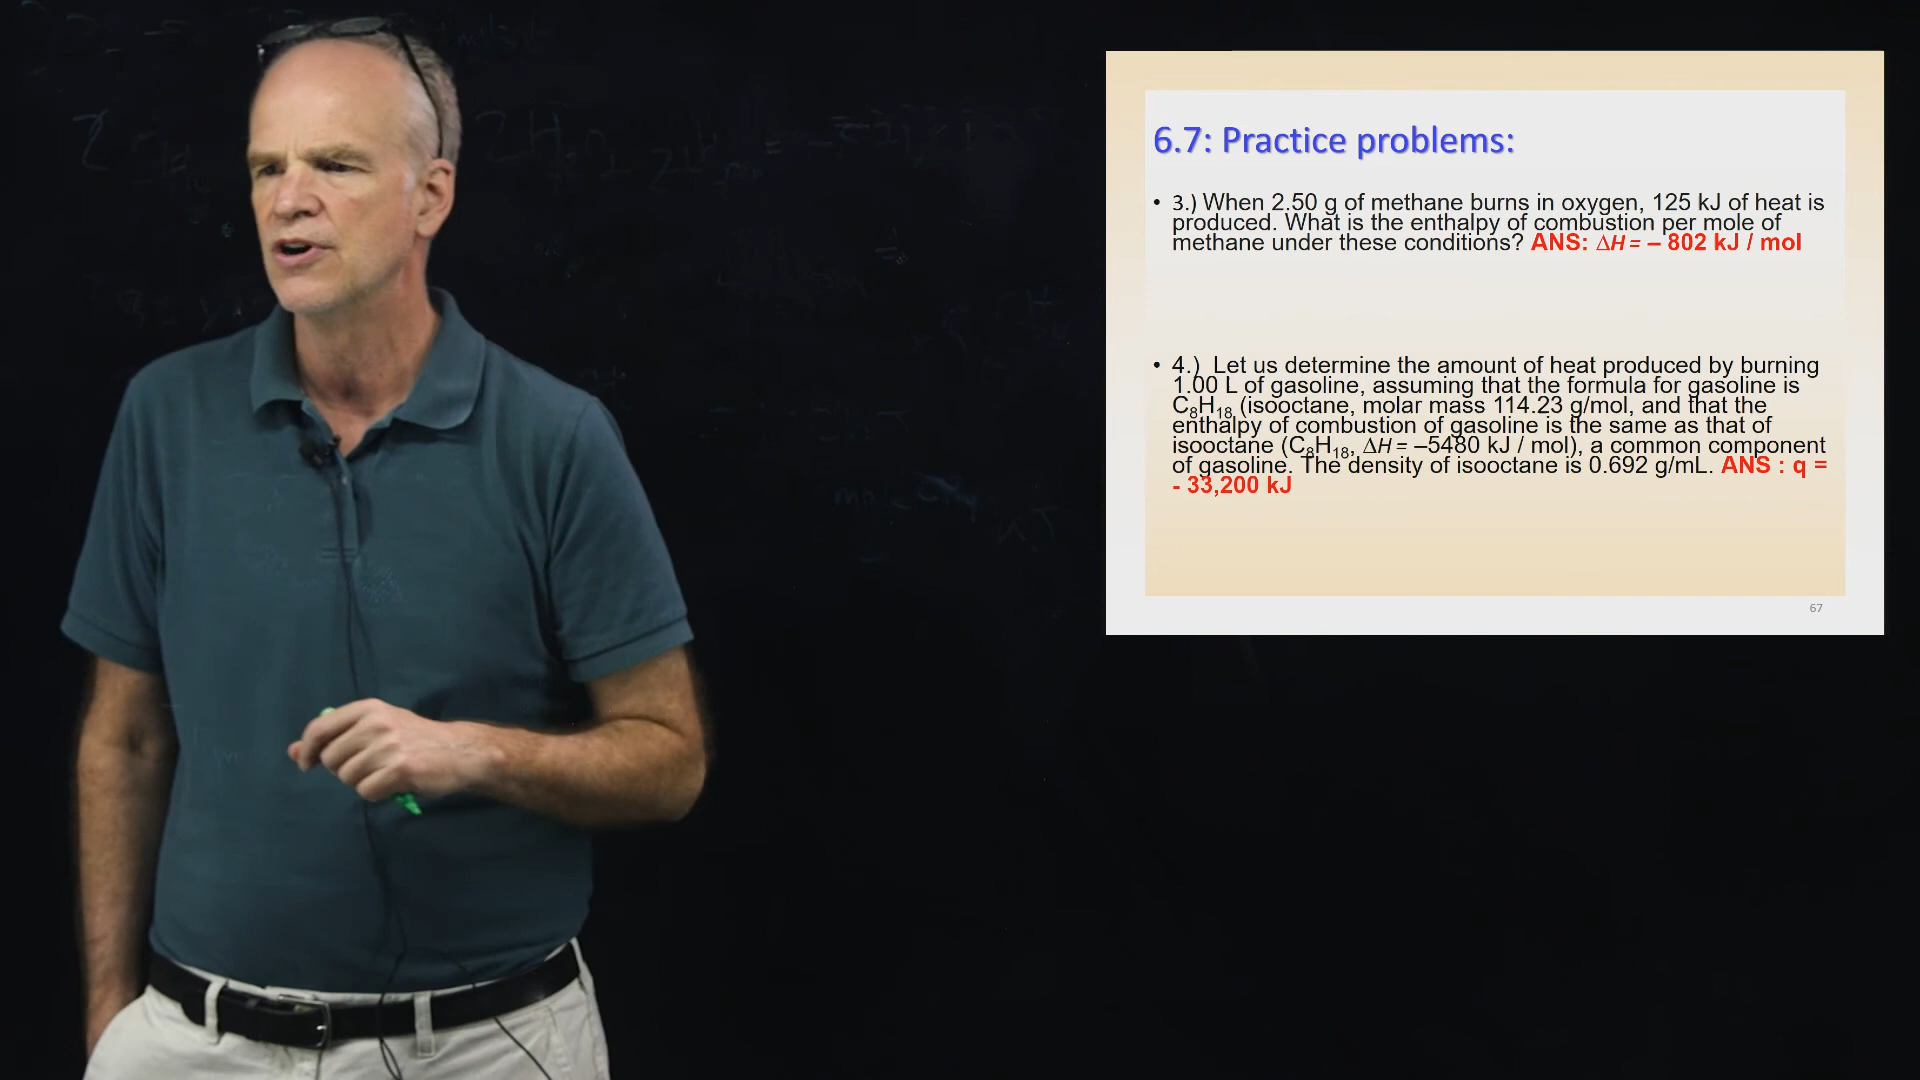 6.7: Practice problems:
• 3.) When 2.50 g of methane burns in oxygen, 125 kJ of heat is
produced. What is the enthalpy of combustion per mole of
methane under these conditions? ANS: ΔH = – 802 kJ / mol
• 4.) Let us determine the amount of heat produced by burning
1.00 L of gasoline, assuming that the formula for gasoline is
C₈H₁₈ (isooctane, molar mass 114.23 g/mol, and that the
enthalpy of combustion of gasoline is the same as that of
isooctane (C₈H₁₈, ΔH = –5480 kJ / mol), a common component
of gasoline. The density of isooctane is 0.692 g/mL. ANS : q =
- 33,200 kJ
67